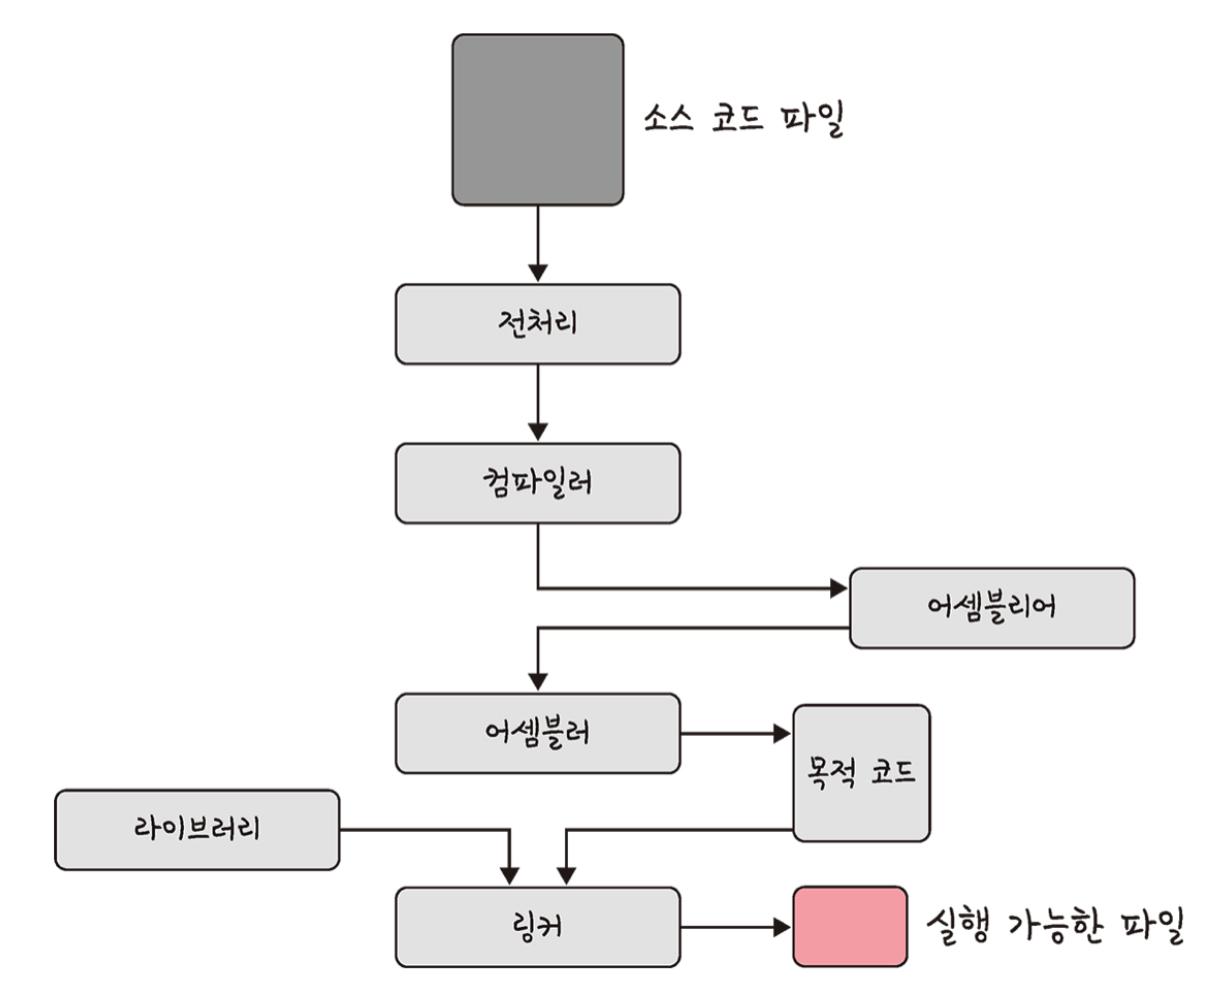 소스 코드 파일
전처리
컴파일러
어셈블리어
어셈블러
목적 코드
라이브러리
링커
실행 가능한 파일